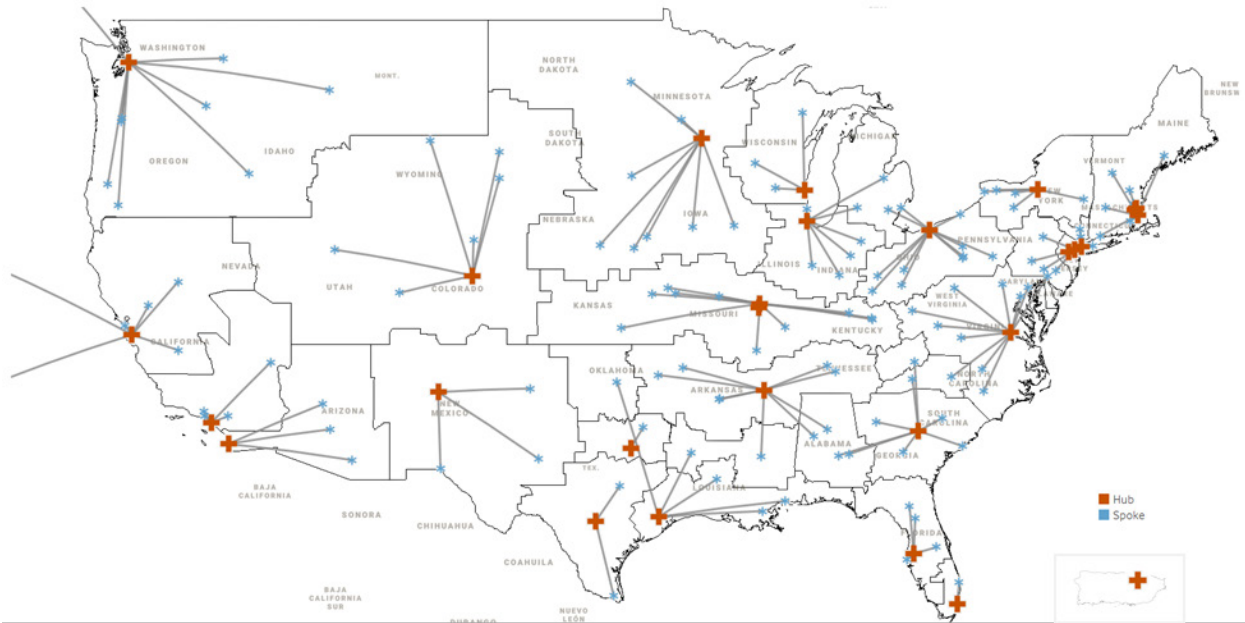 WASHINGTON
MONT.
NORTH
DAKOTA
MINNESOTA
NEW
BRUNSW
MAINE
OREGON
IDAHO
SOUTH
DAKOTA
WISCONSIN
MICHIGAN
VERMONT
WYOMING
NEW
YORK
MASSACHUSETTS
NEBRASKA
IOWA
CONNECTICUT
PENNSYLVANIA
NEVADA
UTAH
COLORADO
ILLINOIS
INDIANA
OHIO
JERSEY
MARYLAND
WEST
VIRGINIA
KANSAS
MISSOURI
KENTUCKY
VIRGINIA
CALIFORNIA
OKLAHOMA
TENNESSEE
NORTH
CAROLINA
ARIZONA
NEW
MEXICO
ARKANSAS
SOUTH
CAROLINA
ALABAMA
GEORGIA
TEX.
LOUISIANA
BAJA
CALIFORNIA
SONORA
CHIHUAHUA
FLORIDA
Hub
Spoke
COAHUILA
BAJA
CALIFORNIA
SUR
NUEVO
LEÓN
DURANGO